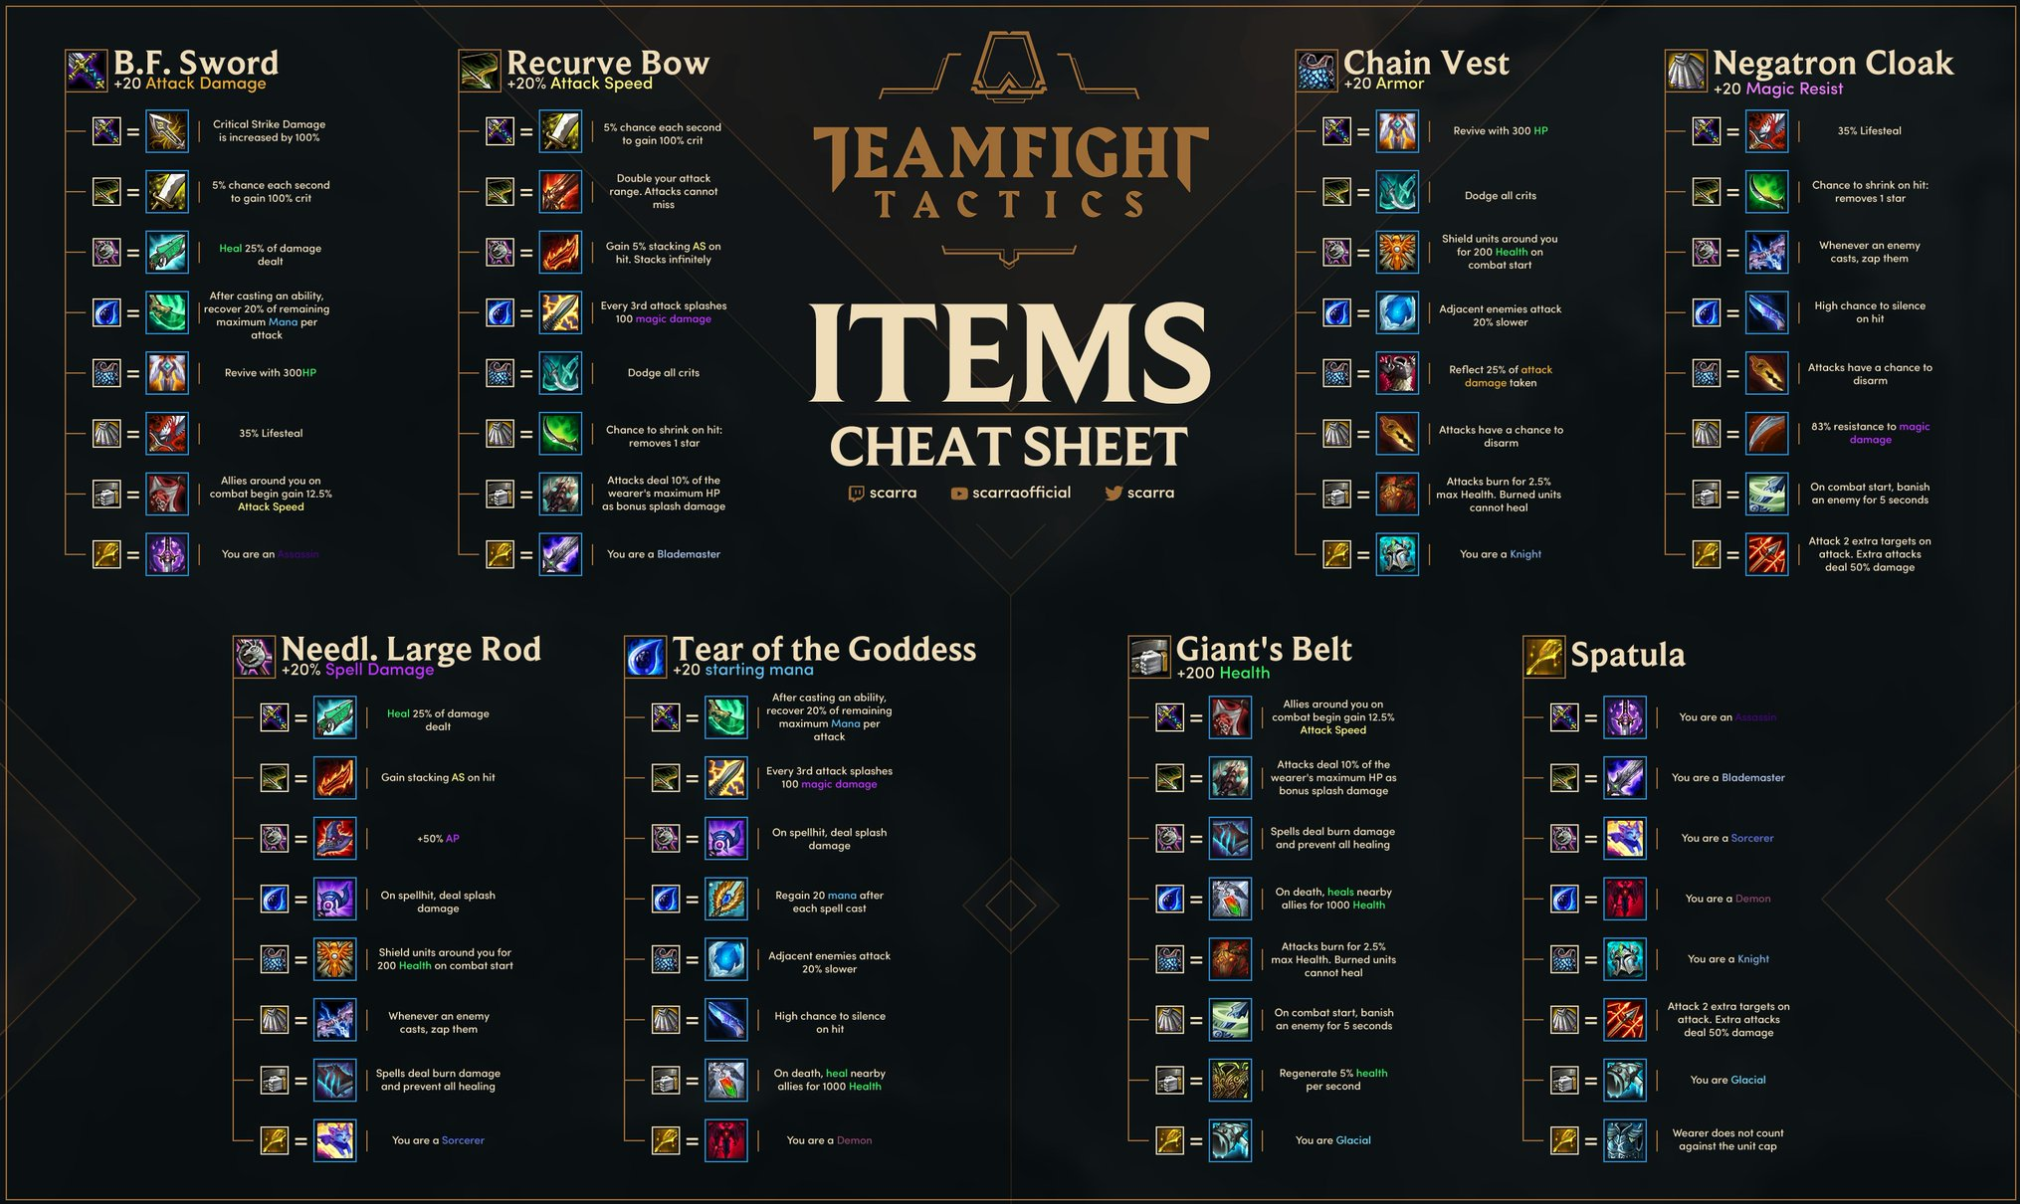 B.F. Sword
+20 Attack Damage
Critical Strike Damage
is increased by 100%
5% chance each second
to gain 100% crit
Heal 25% of damage
dealt
After casting an ability,
recover 20% of remaining
maximum Mana per
attack
Revive with 300HP
35% Lifesteal
Allies around you on
combat begin gain 12.5%
Attack Speed
You are an Assassin
Recurve Bow
+20% Attack Speed
5% chance each second
to gain 100% crit
Double your attack
range. Attacks cannot
miss
Gain 5% stacking AS on
hit. Stacks infinitely
Every 3rd attack splashes
100 magic damage
Dodge all crits
Chance to shrink on hit:
removes 1 star
Attacks deal 10% of the
wearer's maximum HP
as bonus splash damage
You are a Blademaster
TEAMFIGHT
TACTICS
ITEMS
CHEAT SHEET
scarra
scarraofficial
scarra
Chain Vest
+20 Armor
Revive with 300 HP
Dodge all crits
Shield units around you
for 200 Health on
combat start
Adjacent enemies attack
20% slower
Reflect 25% of attack
damage taken
Attacks have a chance to
disarm
Attacks burn for 2.5%
max Health. Burned units
cannot heal
You are a Knight
Negatron Cloak
+20 Magic Resist
35% Lifesteal
Chance to shrink on hit:
removes 1 star
Whenever an enemy
casts, zap them
High chance to silence
on hit
Attacks have a chance to
disarm
83% resistance to magic
damage
On combat start, banish
an enemy for 5 seconds
Attack 2 extra targets on
attack. Extra attacks
deal 50% damage
Needl. Large Rod
+20% Spell Damage
Heal 25% of damage
dealt
Gain stacking AS on hit
+50% AP
On spellhit, deal splash
damage
Shield units around you for
200 Health on combat start
Whenever an enemy
casts, zap them
Spells deal burn damage
and prevent all healing
You are a Sorcerer
Tear of the Goddess
+20 starting mana
After casting an ability,
recover 20% of remaining
maximum Mana per
attack
Every 3rd attack splashes
100 magic damage
On spellhit, deal splash
damage
Regain 20 mana after
each spell cast
Adjacent enemies attack
20% slower
High chance to silence
on hit
On death, heal nearby
allies for 1000 Health
You are a Demon
Giant's Belt
+200 Health
Allies around you on
combat begin gain 12.5%
Attack Speed
Attacks deal 10% of the
wearer's maximum HP as
bonus splash damage
Spells deal burn damage
and prevent all healing
On death, heals nearby
allies for 1000 Health
Attacks burn for 2.5%
max Health. Burned units
cannot heal
On combat start, banish
an enemy for 5 seconds
Regenerate 5% health
per second
You are Glacial
Spatula
You are an Assassin
You are a Blademaster
You are a Sorcerer
You are a Demon
You are a Knight
Attack 2 extra targets on
attack. Extra attacks
deal 50% damage
You are Glacial
Wearer does not count
against the unit cap